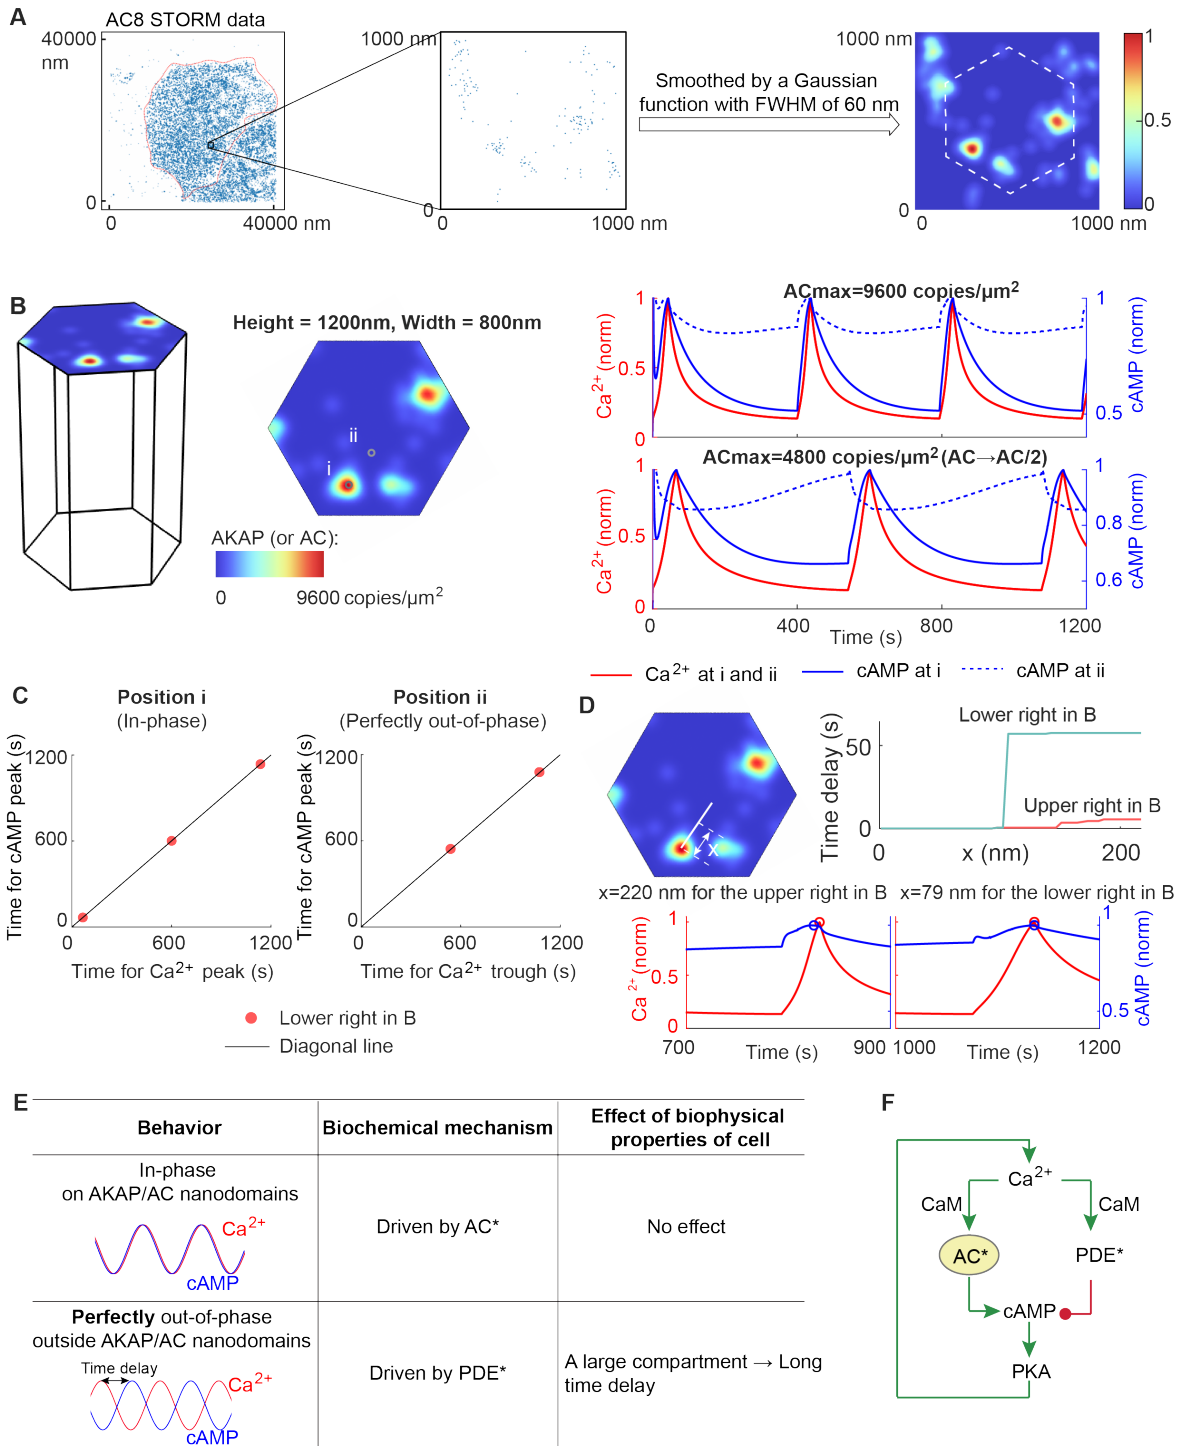 A
AC8 STORM data
40000
nm
0
0
40000 nm
1000 nm
0
1000 nm
Smoothed by a Gaussian
function with FWHM of 60 nm
1000 nm
0
0
1000 nm
1
0.5
0
B
Height = 1200nm, Width = 800nm
ii
i
AKAP (or AC):
0
9600 copies/µm²
ACmax=9600 copies/µm²
1
0.5
0
Ca²⁺(norm)
1
0.5
cAMP (norm)
ACmax=4800 copies/µm²(AC→AC/2)
1
0.5
0
Ca²⁺(norm)
1
0.8
0.6
cAMP (norm)
0
400
800
1200
Time (s)
Ca²⁺ at i and ii
cAMP at i
cAMP at ii
C
Position i
(In-phase)
Time for cAMP peak (s)
1200
600
0
0
600
1200
Time for Ca²⁺ peak (s)
Position ii
(Perfectly out-of-phase)
Time for cAMP peak (s)
1200
600
0
0
600
1200
Time for Ca²⁺ trough (s)
Lower right in B
Diagonal line
D
x
Time delay (s)
50
0
Lower right in B
Upper right in B
0
x (nm)
200
x=220 nm for the upper right in B
x=79 nm for the lower right in B
Ca²⁺(norm)
1
0.5
0
700
Time (s)
900
1000
Time (s)
1200
1
0.5
cAMP (norm)
E
Behavior
Biochemical mechanism
Effect of biophysical
properties of cell
In-phase
on AKAP/AC nanodomains
Ca²⁺
cAMP
Driven by AC*
No effect
Perfectly out-of-phase
outside AKAP/AC nanodomains
Time delay
Ca²⁺
cAMP
Driven by PDE*
A large compartment → Long
time delay
F
Ca²⁺
CaM
CaM
AC*
PDE*
cAMP
PKA